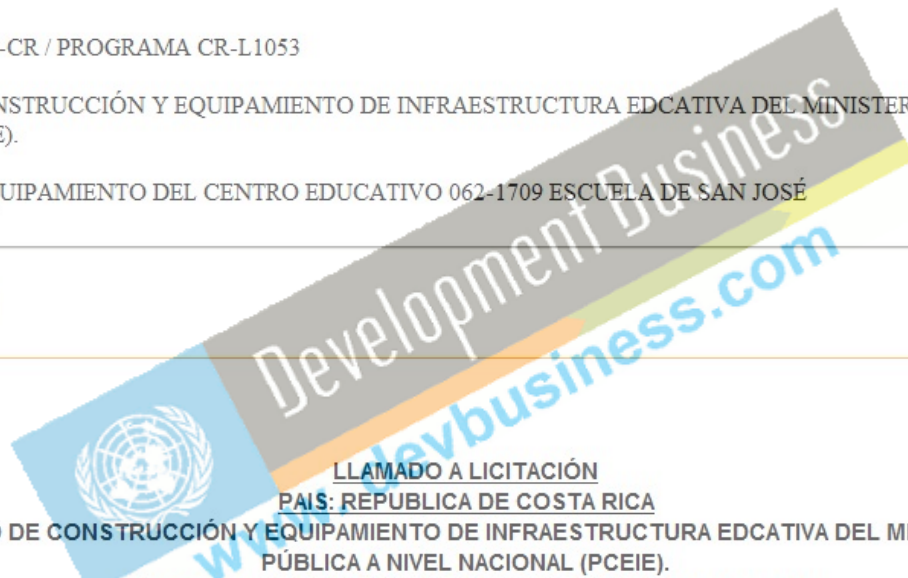 -CR / PROGRAMA CR-L1053
NSTRUCCIÓN Y EQUIPAMIENTO DE INFRAESTRUCTURA EDCATIVA DEL MINISTER
E).
UIPAMIENTO DEL CENTRO EDUCATIVO 062-1709 ESCUELA DE SAN JOSÉ
Development Business
www.devbusiness.com
LLAMADO A LICITACIÓN
PAIS: REPUBLICA DE COSTA RICA
O DE CONSTRUCCIÓN Y EQUIPAMIENTO DE INFRAESTRUCTURA EDCATIVA DEL MI
PÚBLICA A NIVEL NACIONAL (PCEIE).